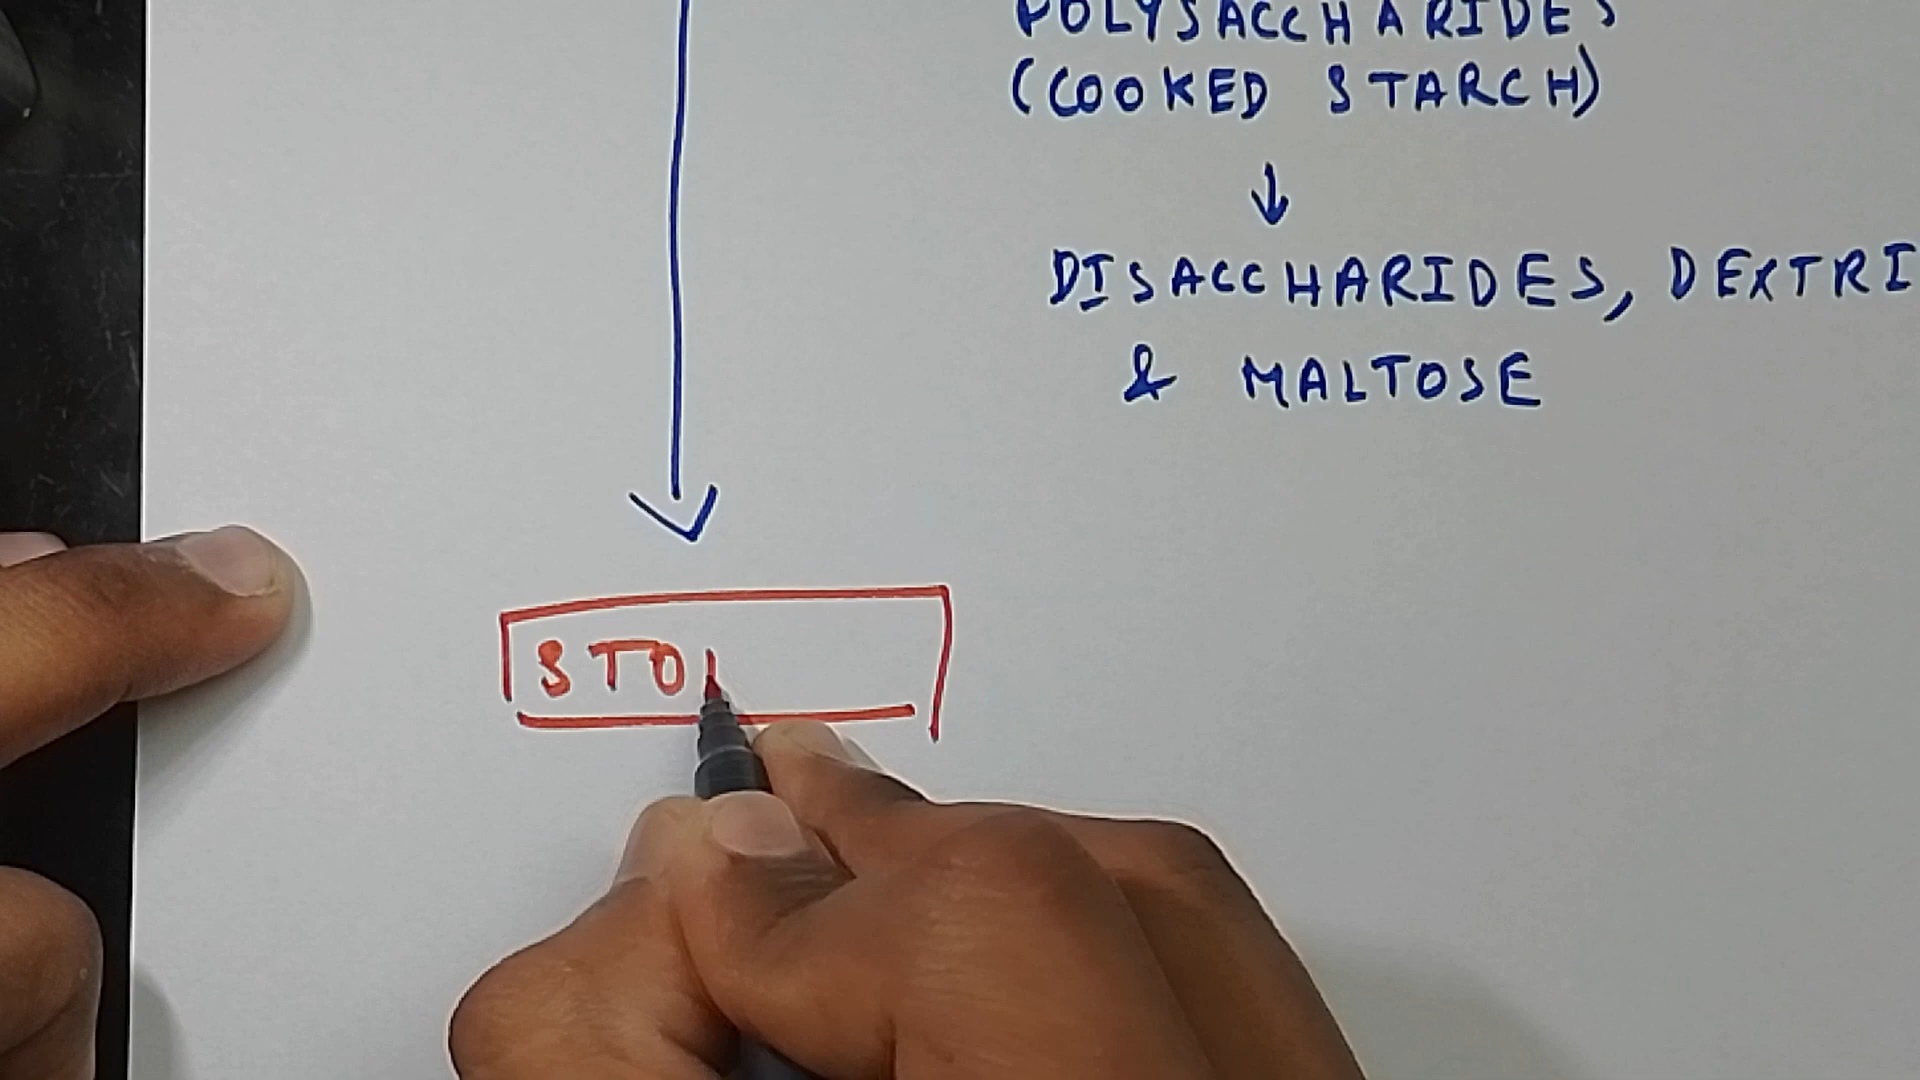 POLYSACCHARIDES
(COOKED STARCH)
↓
DISACCHARIDES, DEXTRI
& MALTOSE
STO